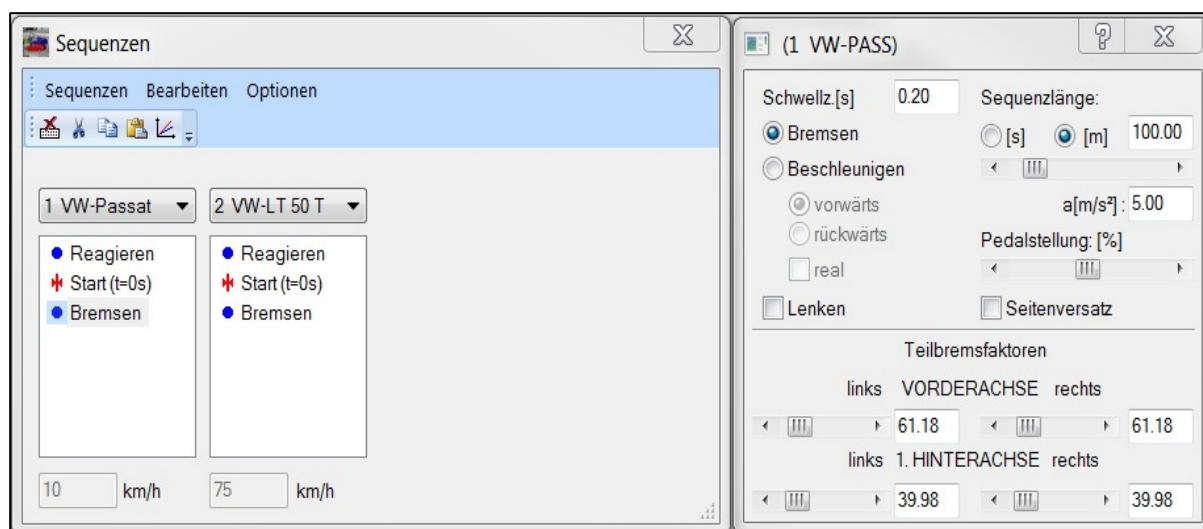 Sequenzen
Sequenzen Bearbeiten Optionen
1 VW-Passat 2 VW-LT 50 T
Reagieren Reagieren
Start (t=0s) Start (t=0s)
Bremsen Bremsen
10 km/h 75 km/h
(1 VW-PASS)
Schwellz.[s] 0.20 Sequenzlänge:
Bremsen [s] [m] 100.00
Beschleunigen
vorwärts a[m/s²] : 5.00
rückwärts Pedalstellung: [%]
real
Lenken Seitenversatz
Teilbremsfaktoren
links VORDERACHSE rechts
61.18 61.18
links 1. HINTERACHSE rechts
39.98 39.98